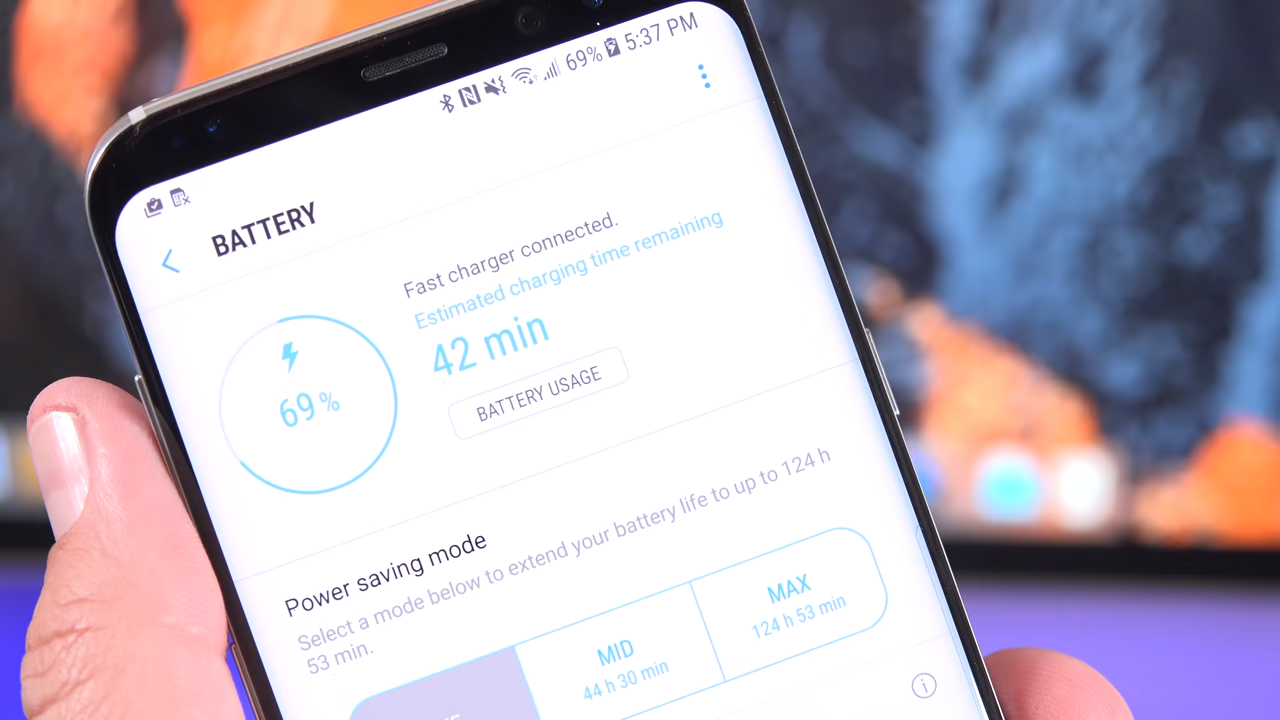 69% 5:37 PM
BATTERY
Fast charger connected.
Estimated charging time remaining
42 min
69%
BATTERY USAGE
Power saving mode
Select a mode below to extend your battery life to up to 124 h
53 min.
MID
44 h 30 min
MAX
124 h 53 min